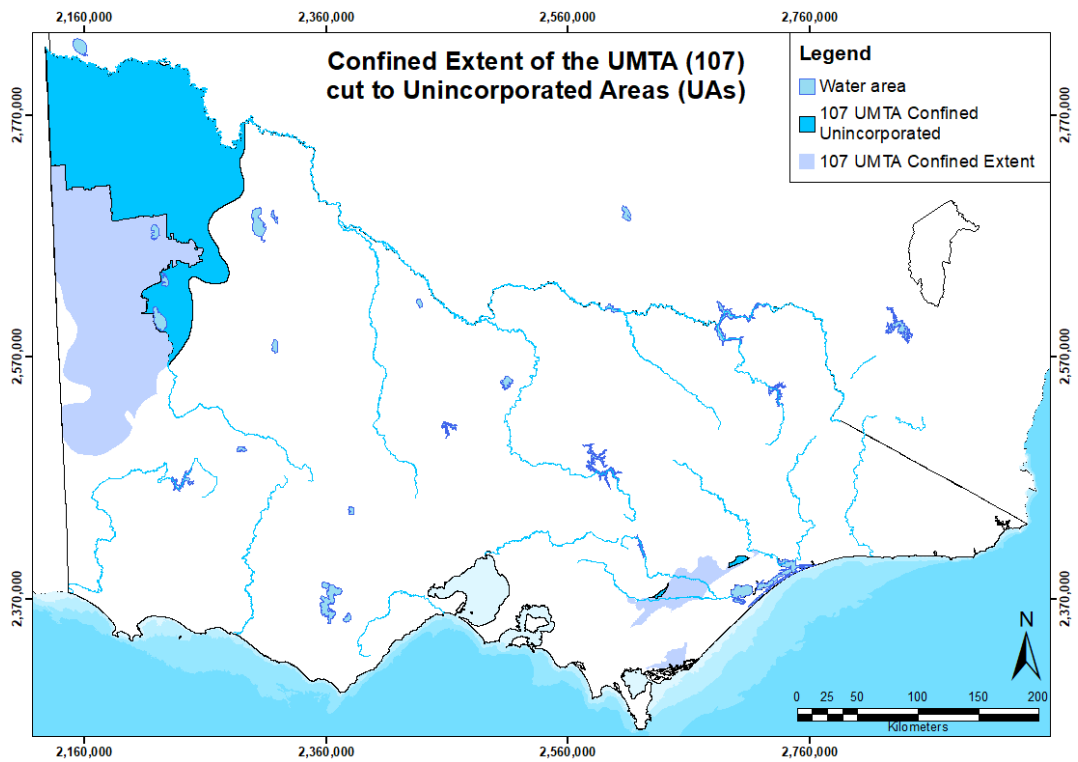 2,160,000
2,360,000
2,560,000
2,760,000
Confined Extent of the UMTA (107)
cut to Unincorporated Areas (UAs)
Legend
Water area
107 UMTA Confined
Unincorporated
107 UMTA Confined Extent
2,770,000
2,770,000
2,570,000
2,570,000
2,370,000
2,370,000
N
0 25 50 100 150 200
Kilometers
2,160,000
2,360,000
2,560,000
2,760,000